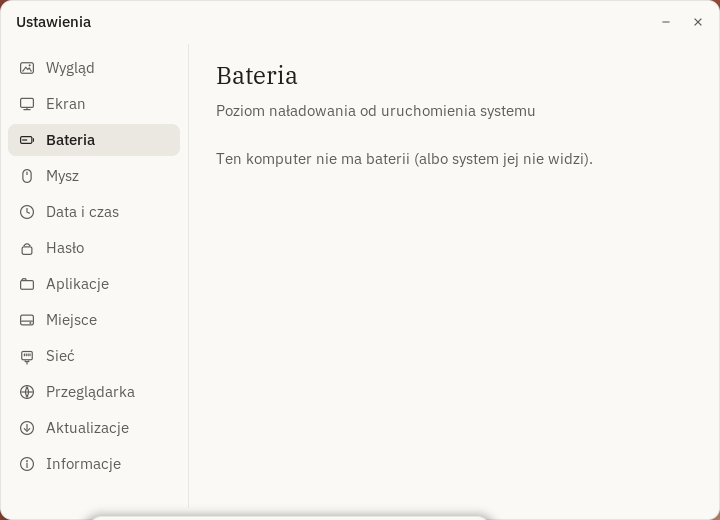 Ustawienia
Wygląd
Ekran
Bateria
Mysz
Data i czas
Hasło
Aplikacje
Miejsce
Sieć
Przeglądarka
Aktualizacje
Informacje
Bateria
Poziom naładowania od uruchomienia systemu
Ten komputer nie ma baterii (albo system jej nie widzi).